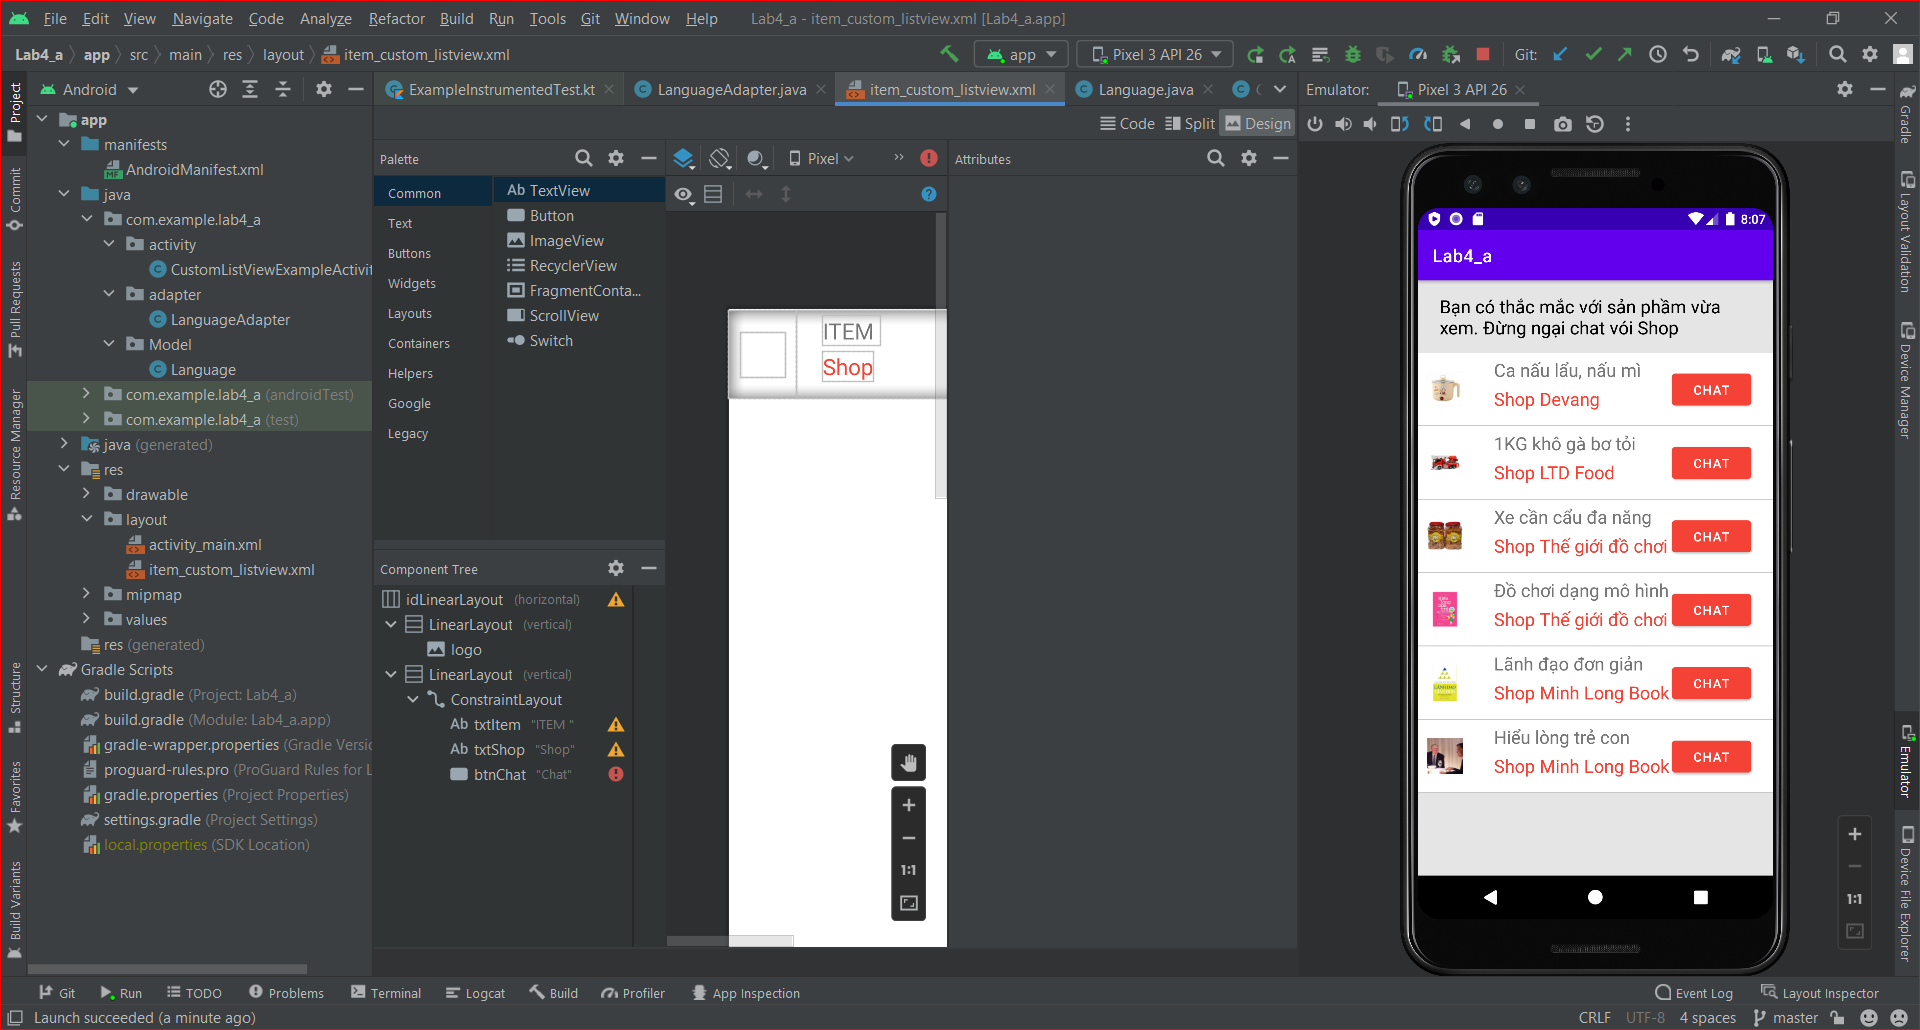 File Edit View Navigate Code Analyze Refactor Build Run Tools Git Window Help Lab4_a - item_custom_listview.xml [Lab4_a.app]
Lab4_a app src main res layout item_custom_listview.xml app Pixel 3 API 26 Git:
Android ExampleInstrumentedTest.kt LanguageAdapter.java item_custom_listview.xml Language.java Emulator: Pixel 3 API 26
Code Split Design
Project
Commit
Pull Requests
Resource Manager
Structure
Favorites
Build Variants
app
manifests
AndroidManifest.xml
java
com.example.lab4_a
activity
CustomListViewExampleActivit
adapter
LanguageAdapter
Model
Language
com.example.lab4_a (androidTest)
com.example.lab4_a (test)
java (generated)
res
drawable
layout
activity_main.xml
item_custom_listview.xml
mipmap
values
res (generated)
Gradle Scripts
build.gradle (Project: Lab4_a)
build.gradle (Module: Lab4_a.app)
gradle-wrapper.properties (Gradle Versic
proguard-rules.pro (ProGuard Rules for L
gradle.properties (Project Properties)
settings.gradle (Project Settings)
local.properties (SDK Location)
Palette
Common
Text
Buttons
Widgets
Layouts
Containers
Helpers
Google
Legacy
Ab TextView
Button
ImageView
RecyclerView
FragmentConta...
ScrollView
Switch
Component Tree
idLinearLayout (horizontal)
LinearLayout (vertical)
logo
LinearLayout (vertical)
ConstraintLayout
Ab txtItem "ITEM "
Ab txtShop "Shop"
btnChat "Chat"
Pixel
ITEM
Shop
1:1
Attributes
8:07
Lab4_a
Bạn có thắc mắc với sản phầm vừa
xem. Đừng ngại chat vói Shop
Ca nấu lẩu, nấu mì
Shop Devang
CHAT
1KG khô gà bơ tỏi
Shop LTD Food
CHAT
Xe cần cẩu đa năng
Shop Thế giới đồ chơi
CHAT
Đồ chơi dạng mô hình
Shop Thế giới đồ chơi
CHAT
Lãnh đạo đơn giản
Shop Minh Long Book
CHAT
Hiểu lòng trẻ con
Shop Minh Long Book
CHAT
1:1
Gradle
Layout Validation
Device Manager
Emulator
Device File Explorer
Git Run TODO Problems Terminal Logcat Build Profiler App Inspection Event Log Layout Inspector
Launch succeeded (a minute ago) CRLF UTF-8 4 spaces master